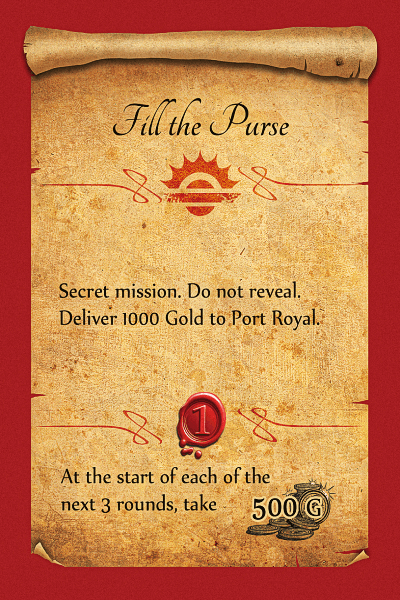 Fill the Purse
Secret mission. Do not reveal.
Deliver 1000 Gold to Port Royal.
1
At the start of each of the
next 3 rounds, take 500 G